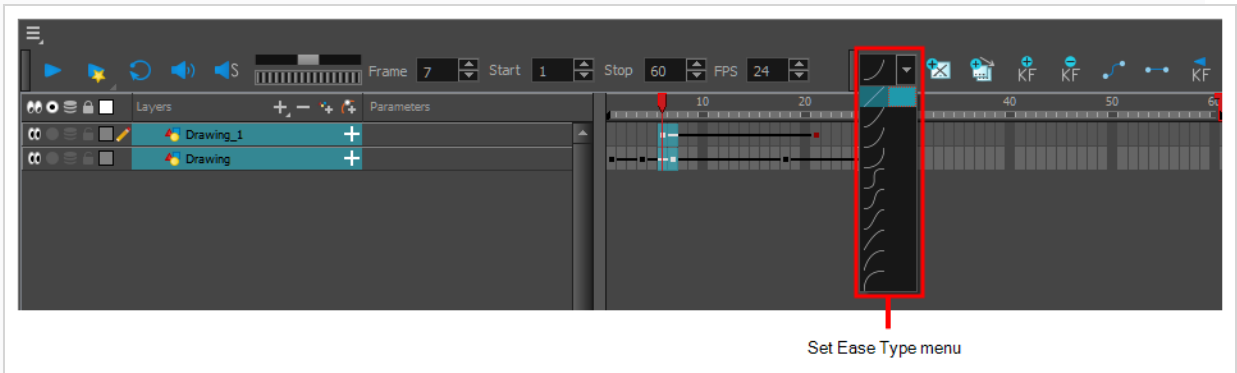 S Frame 7 Start 1 Stop 60 FPS 24 KF KF KF
Layers Parameters 10 20 40 50
Drawing_1
Drawing
Set Ease Type menu